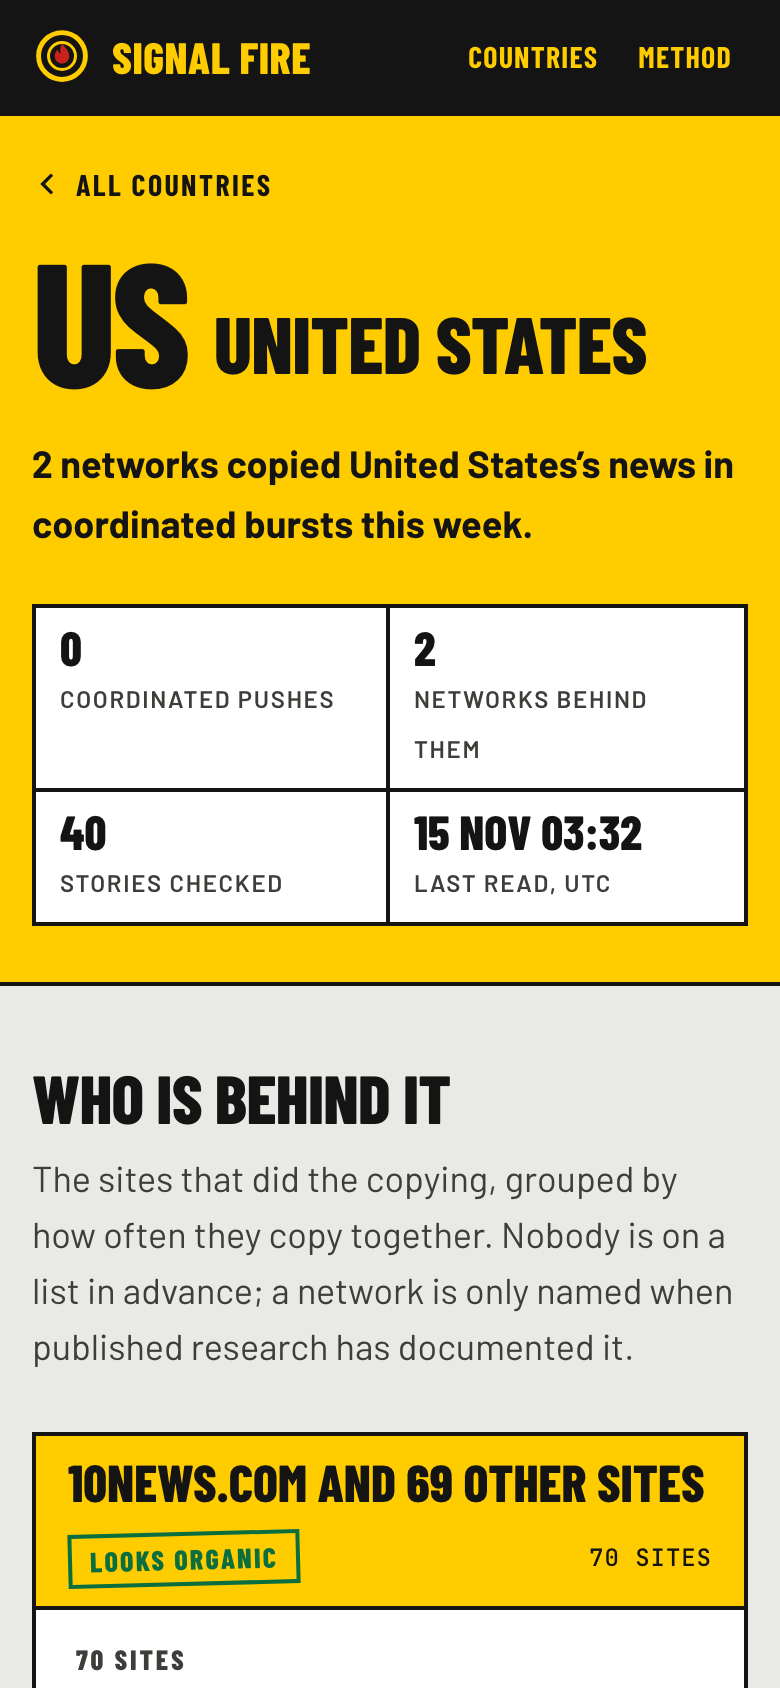 SIGNAL FIRE
COUNTRIES
METHOD
ALL COUNTRIES
US UNITED STATES
2 networks copied United States’s news in
coordinated bursts this week.
0
COORDINATED PUSHES
2
NETWORKS BEHIND
THEM
40
STORIES CHECKED
15 NOV 03:32
LAST READ, UTC
WHO IS BEHIND IT
The sites that did the copying, grouped by
how often they copy together. Nobody is on a
list in advance; a network is only named when
published research has documented it.
10NEWS.COM AND 69 OTHER SITES
LOOKS ORGANIC
70 SITES
70 SITES